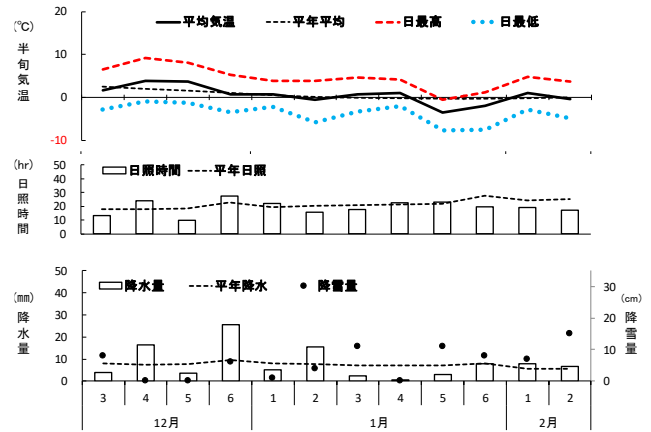 (℃)
半旬気温
20
10
0
-10
平均気温 平年平均 日最高 日最低
(hr)
日照時間
50
40
30
20
10
0
日照時間 平年日照
(mm)
降水量
50
40
30
20
10
0
降水量 平年降水 降雪量
30
20
10
0
(cm)
降雪量
3 4 5 6 1 2 3 4 5 6 1 2
12月 1月 2月